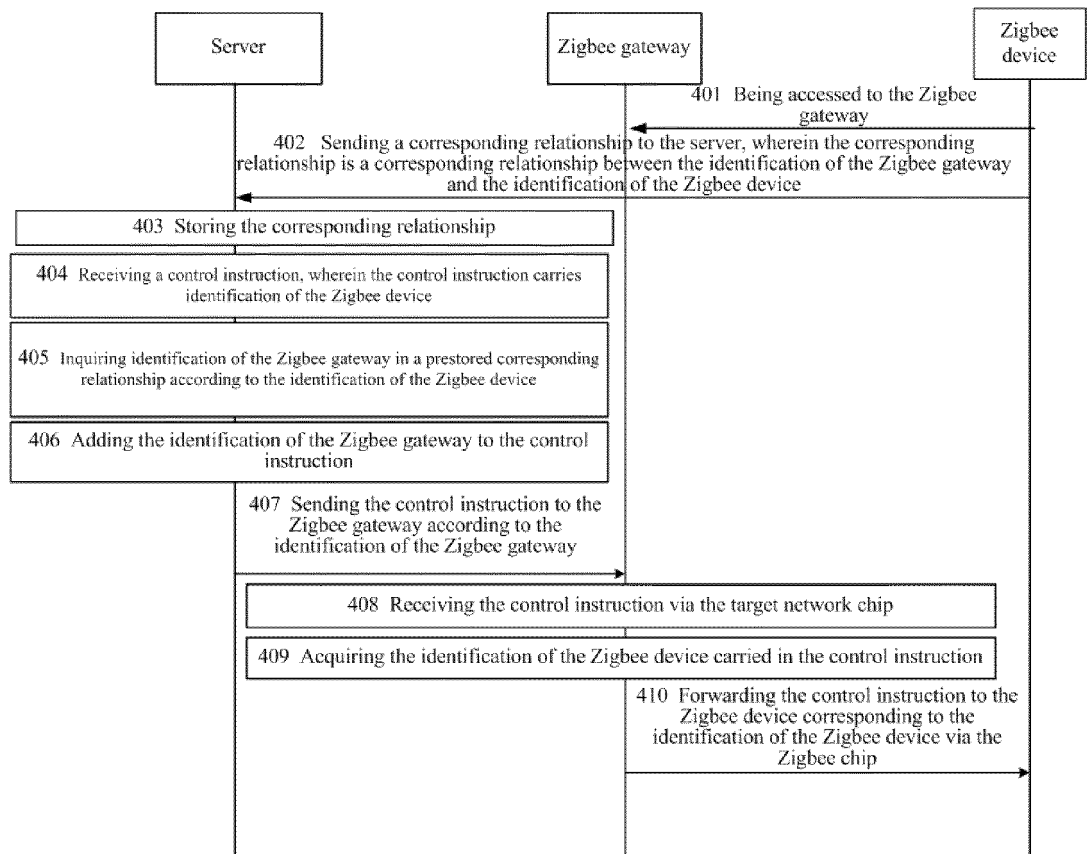 Server
Zigbee gateway
Zigbee
device
401 Being accessed to the Zigbee
gateway
402 Sending a corresponding relationship to the server, wherein the corresponding
relationship is a corresponding relationship between the identification of the Zigbee gateway
and the identification of the Zigbee device
403 Storing the corresponding relationship
404 Receiving a control instruction, wherein the control instruction carries
identification of the Zigbee device
405 Inquiring identification of the Zigbee gateway in a prestored corresponding
relationship according to the identification of the Zigbee device
406 Adding the identification of the Zigbee gateway to the control
instruction
407 Sending the control instruction to the
Zigbee gateway according to the
identification of the Zigbee gateway
408 Receiving the control instruction via the target network chip
409 Acquiring the identification of the Zigbee device carried in the control instruction
410 Forwarding the control instruction to the
Zigbee device corresponding to the
identification of the Zigbee device via the
Zigbee chip